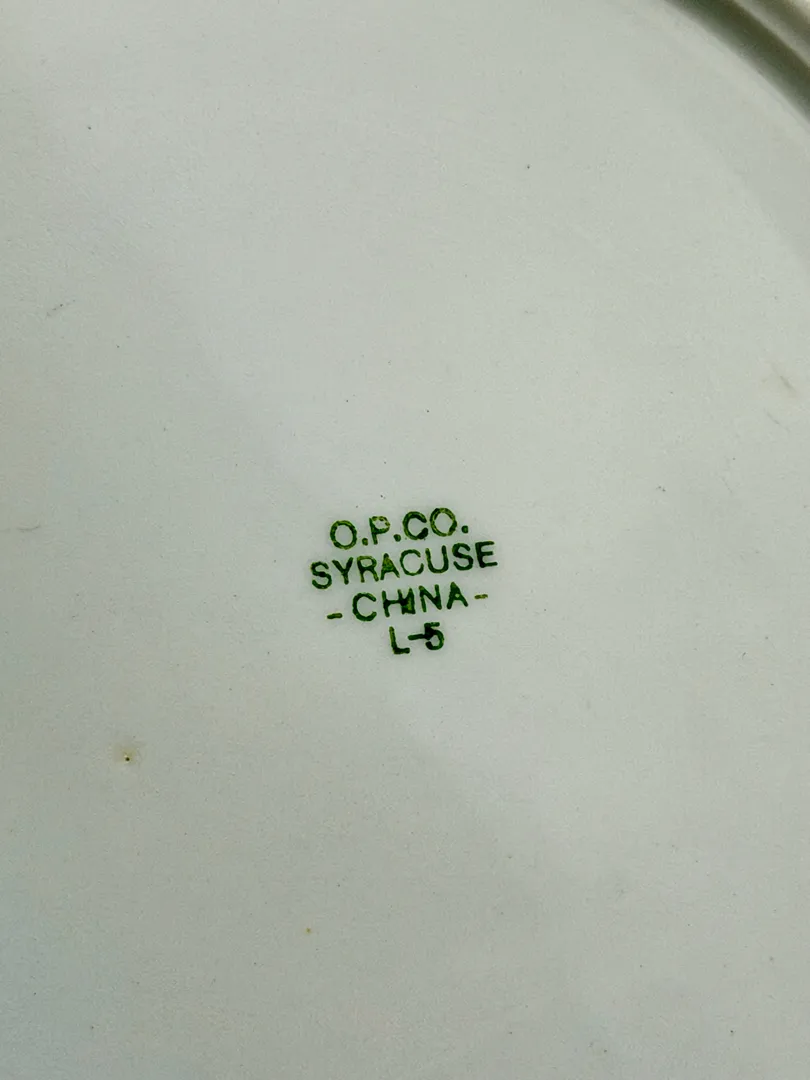 O.P.CO.
SYRACUSE
-CHINA-
L-5